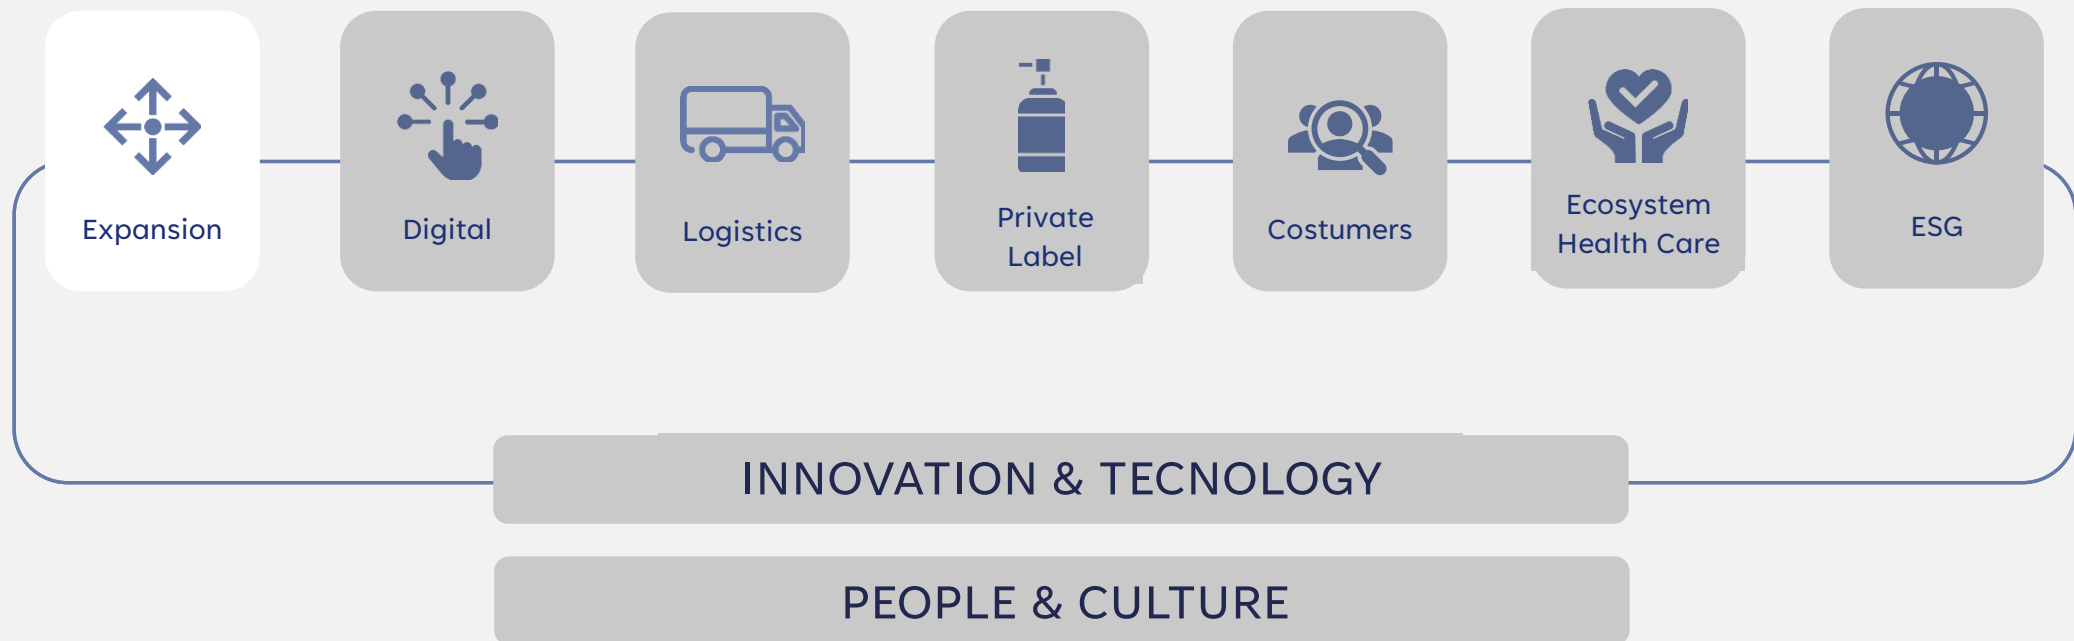 Expansion
Digital
Logistics
Private
Label
Costumers
Ecosystem
Health Care
ESG
INNOVATION & TECNOLOGY
PEOPLE & CULTURE